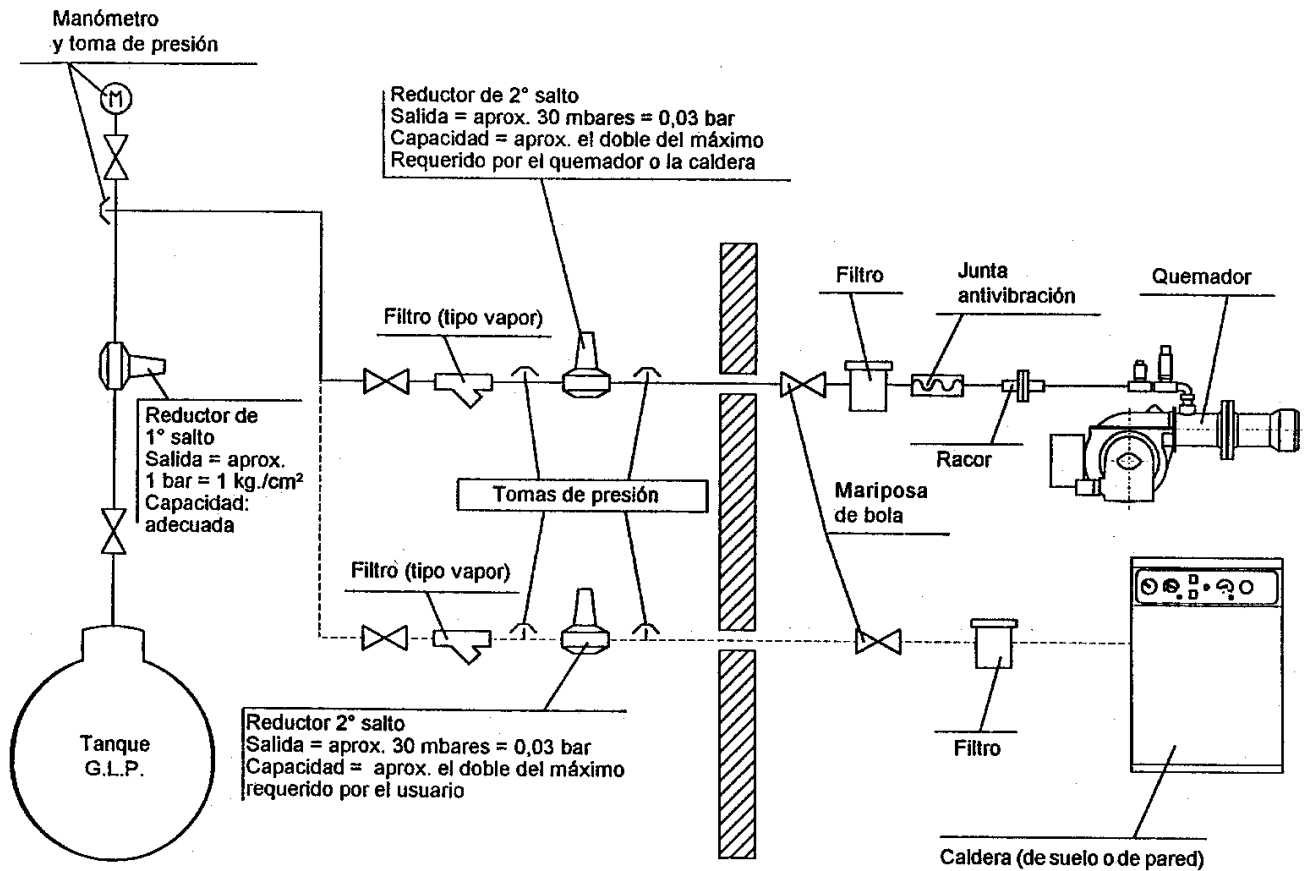 Manómetro
y toma de presión
M
Reductor de 2° salto
Salida = aprox. 30 mbares = 0,03 bar
Capacidad = aprox. el doble del máximo
Requerido por el quemador o la caldera
Filtro (tipo vapor)
Filtro
Junta
antivibración
Quemador
Reductor de
1° salto
Salida = aprox.
1 bar = 1 kg./cm²
Capacidad:
adecuada
Racor
Tomas de presión
Mariposa
de bola
Filtro (tipo vapor)
Tanque
G.L.P.
Reductor 2° salto
Salida = aprox. 30 mbares = 0,03 bar
Capacidad = aprox. el doble del máximo
requerido por el usuario
Filtro
Caldera (de suelo o de pared)